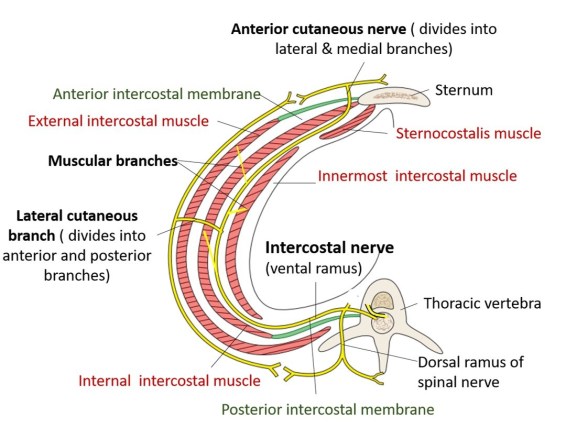 Anterior cutaneous nerve ( divides into
lateral & medial branches)
Anterior intercostal membrane
Sternum
External intercostal muscle
Sternocostalis muscle
Muscular branches
Innermost  intercostal muscle
Lateral cutaneous
branch ( divides into
anterior and posterior
branches)
Intercostal nerve
(vental ramus)
Thoracic vertebra
Internal  intercostal muscle
Dorsal ramus of
spinal nerve
Posterior intercostal membrane